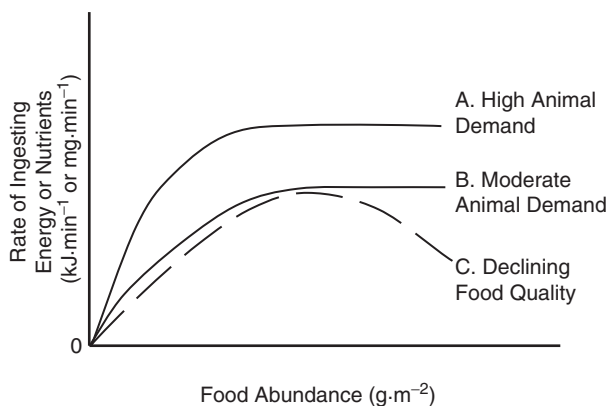 Rate of Ingesting
Energy or Nutrients
(kJ·min⁻¹ or mg·min⁻¹)
A. High Animal
Demand
B. Moderate
Animal Demand
C. Declining
Food Quality
0
Food Abundance (g·m⁻²)